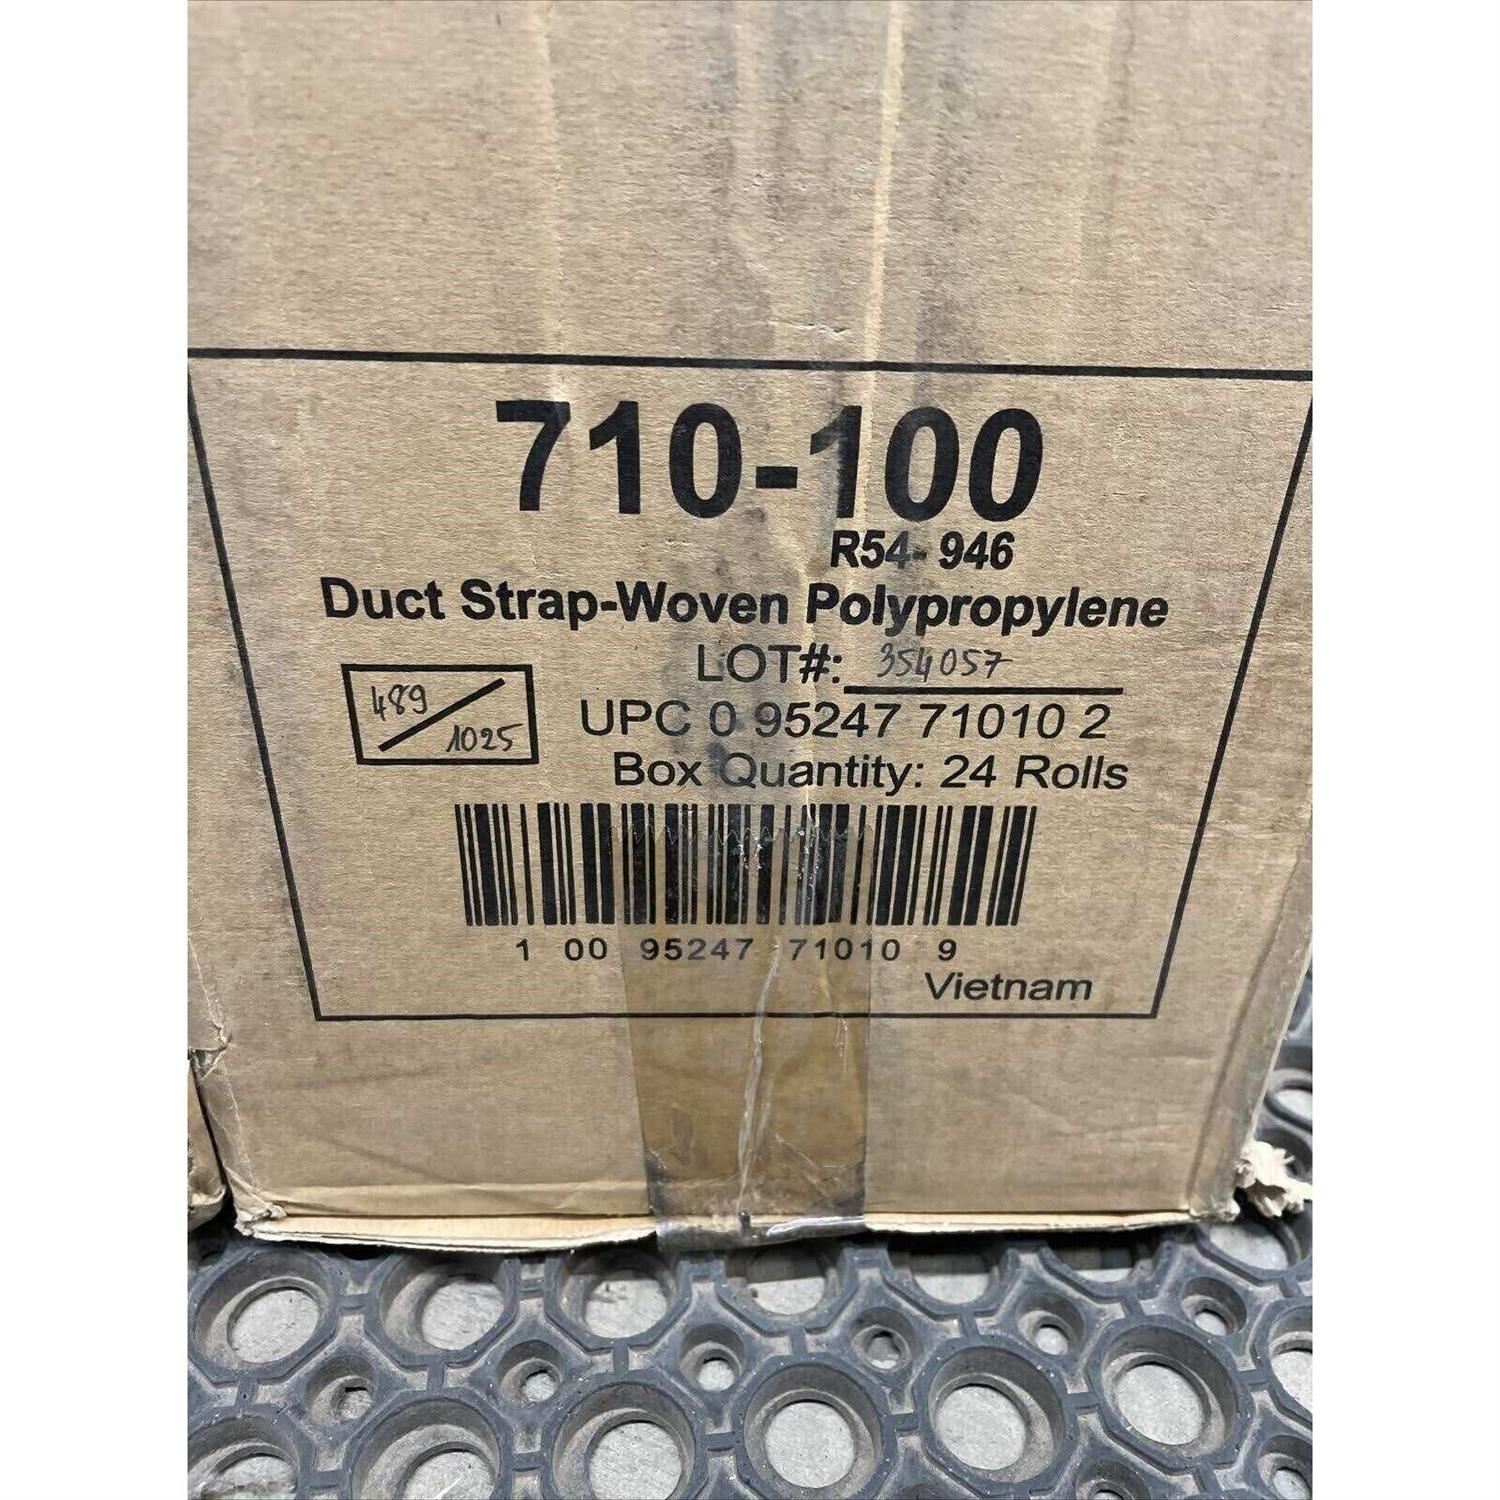 710-100
R54-946
Duct Strap-Woven Polypropylene
LOT#: 354057
489/1025
UPC 0 95247 71010 2
Box Quantity: 24 Rolls
1 00 95247 71010 9
Vietnam